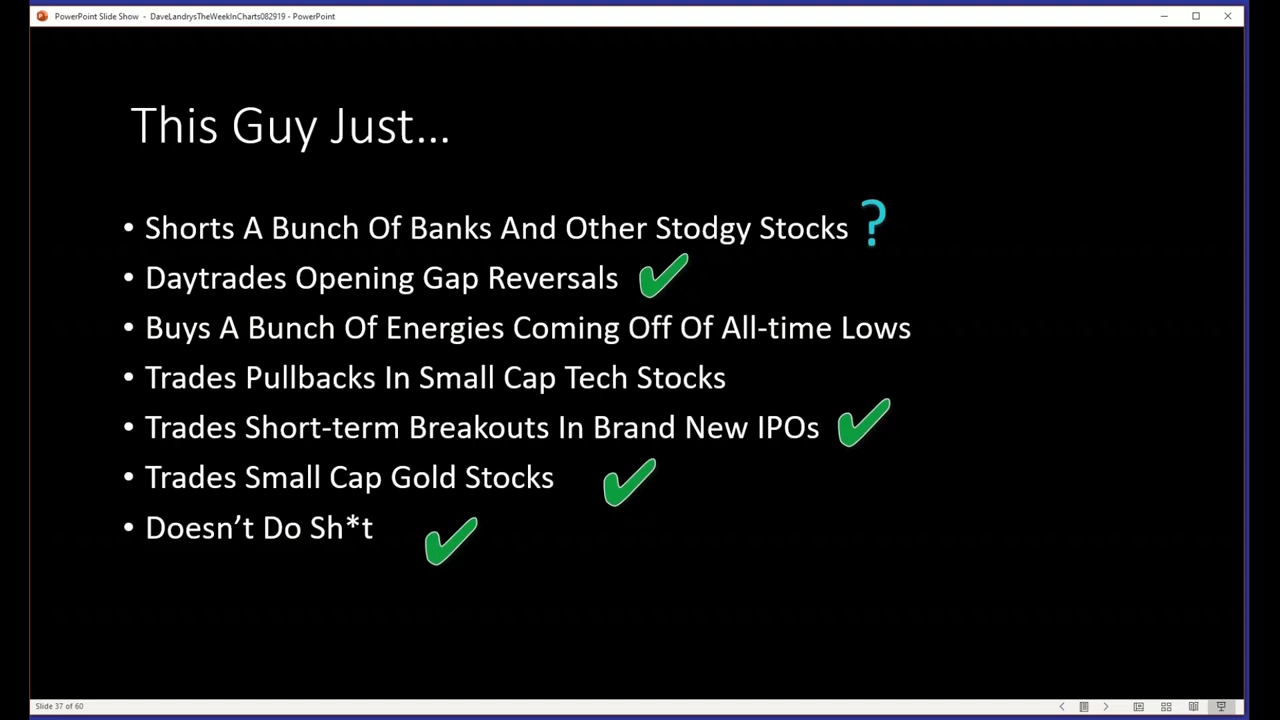 PowerPoint Slide Show - DaveLandrysTheWeekInCharts082919 - PowerPoint
This Guy Just...
• Shorts A Bunch Of Banks And Other Stodgy Stocks ?
• Daytrades Opening Gap Reversals ✔
• Buys A Bunch Of Energies Coming Off Of All-time Lows
• Trades Pullbacks In Small Cap Tech Stocks
• Trades Short-term Breakouts In Brand New IPOs ✔
• Trades Small Cap Gold Stocks ✔
• Doesn't Do Sh*t ✔
Slide 37 of 60